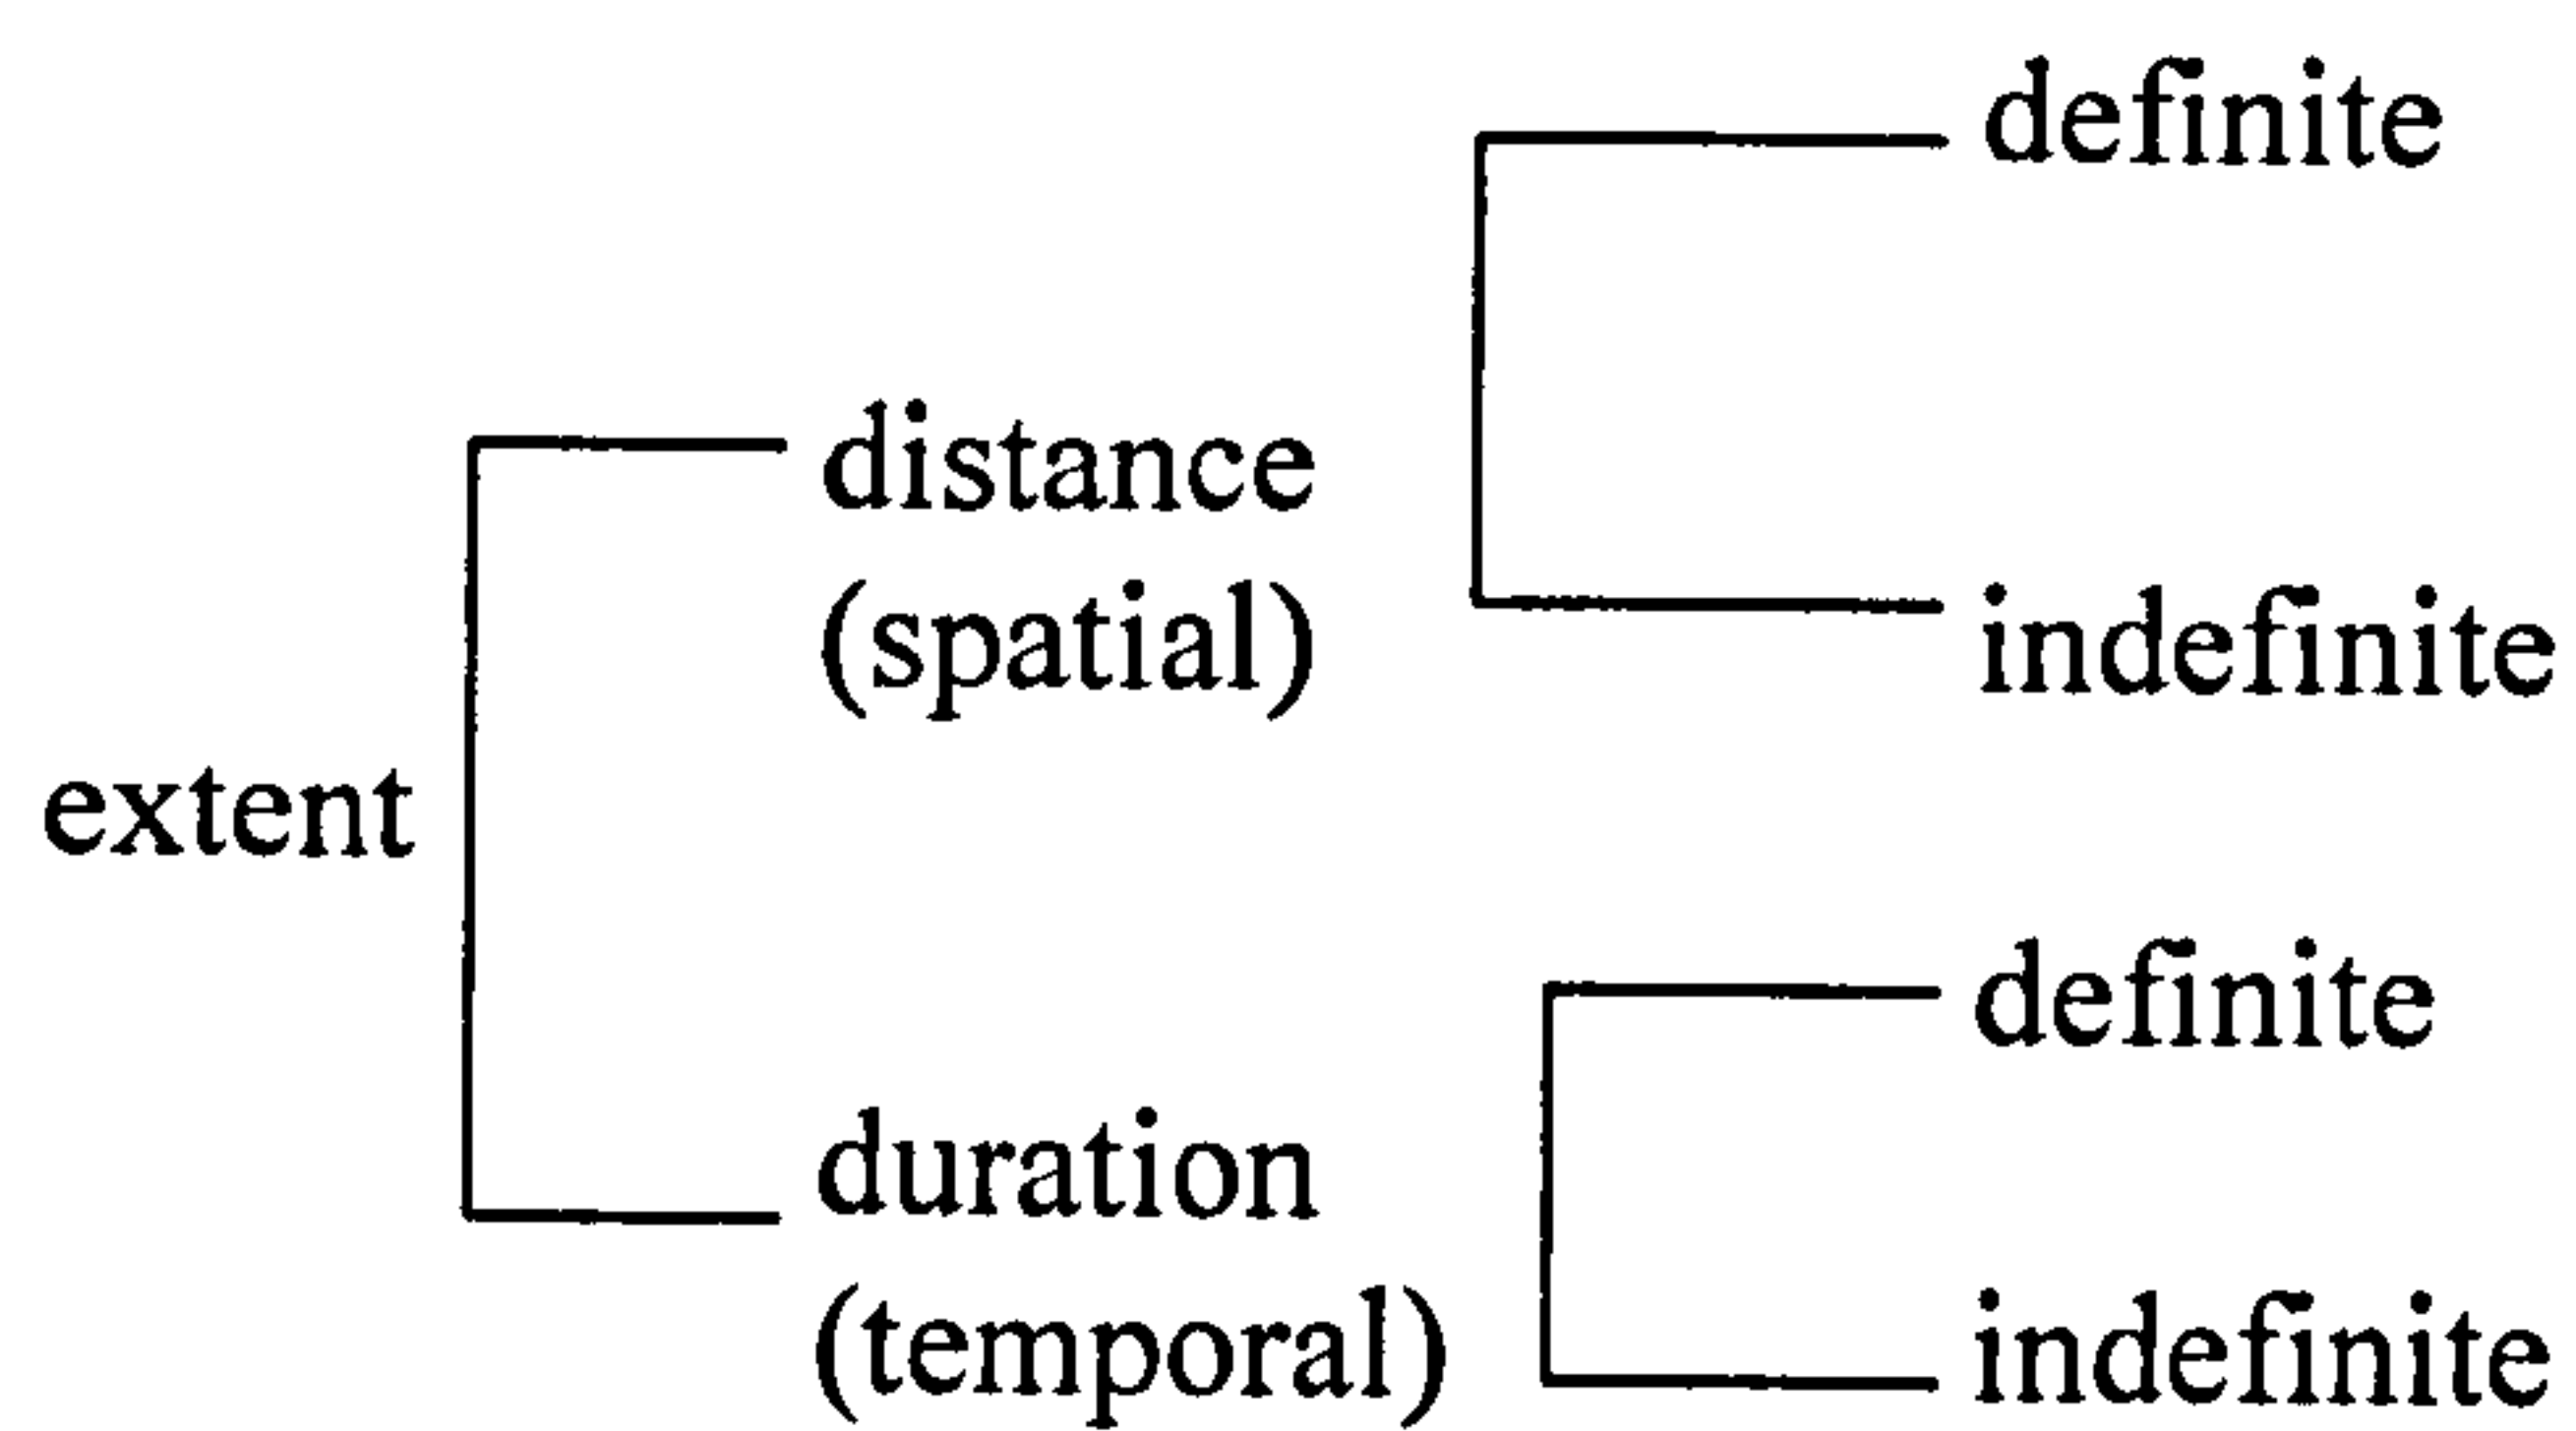 definite
distance
(spatial)
indefinite
extent
definite
duration
(temporal)
indefinite